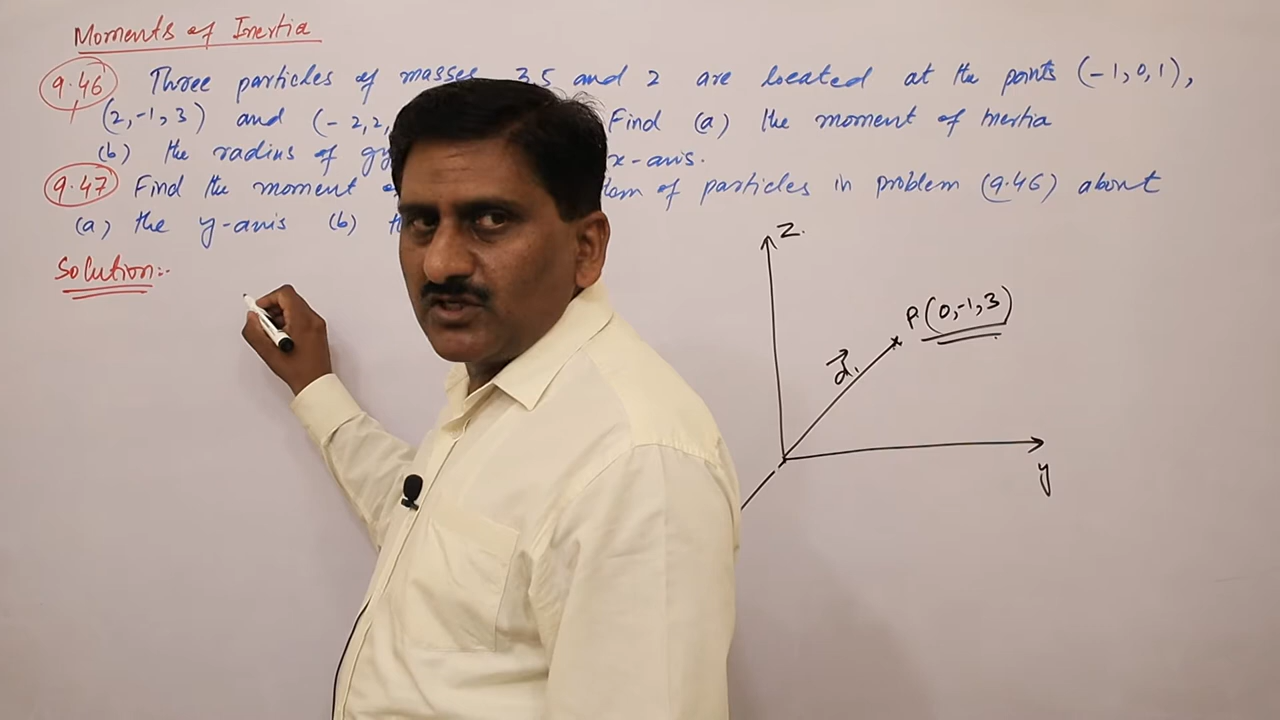 Moments of Inertia
9.46 Three particles of masses 3,5 and 2 are located at the points (-1,0,1),
(2,-1,3) and (-2,2, Find (a) the moment of inertia
(b) the radius of x-axis.
9.47 Find the moment of particles in problem (9.46) about
(a) the y-axis (b)
Solution:-
Z.
P(0,-1,3)
d₁
y